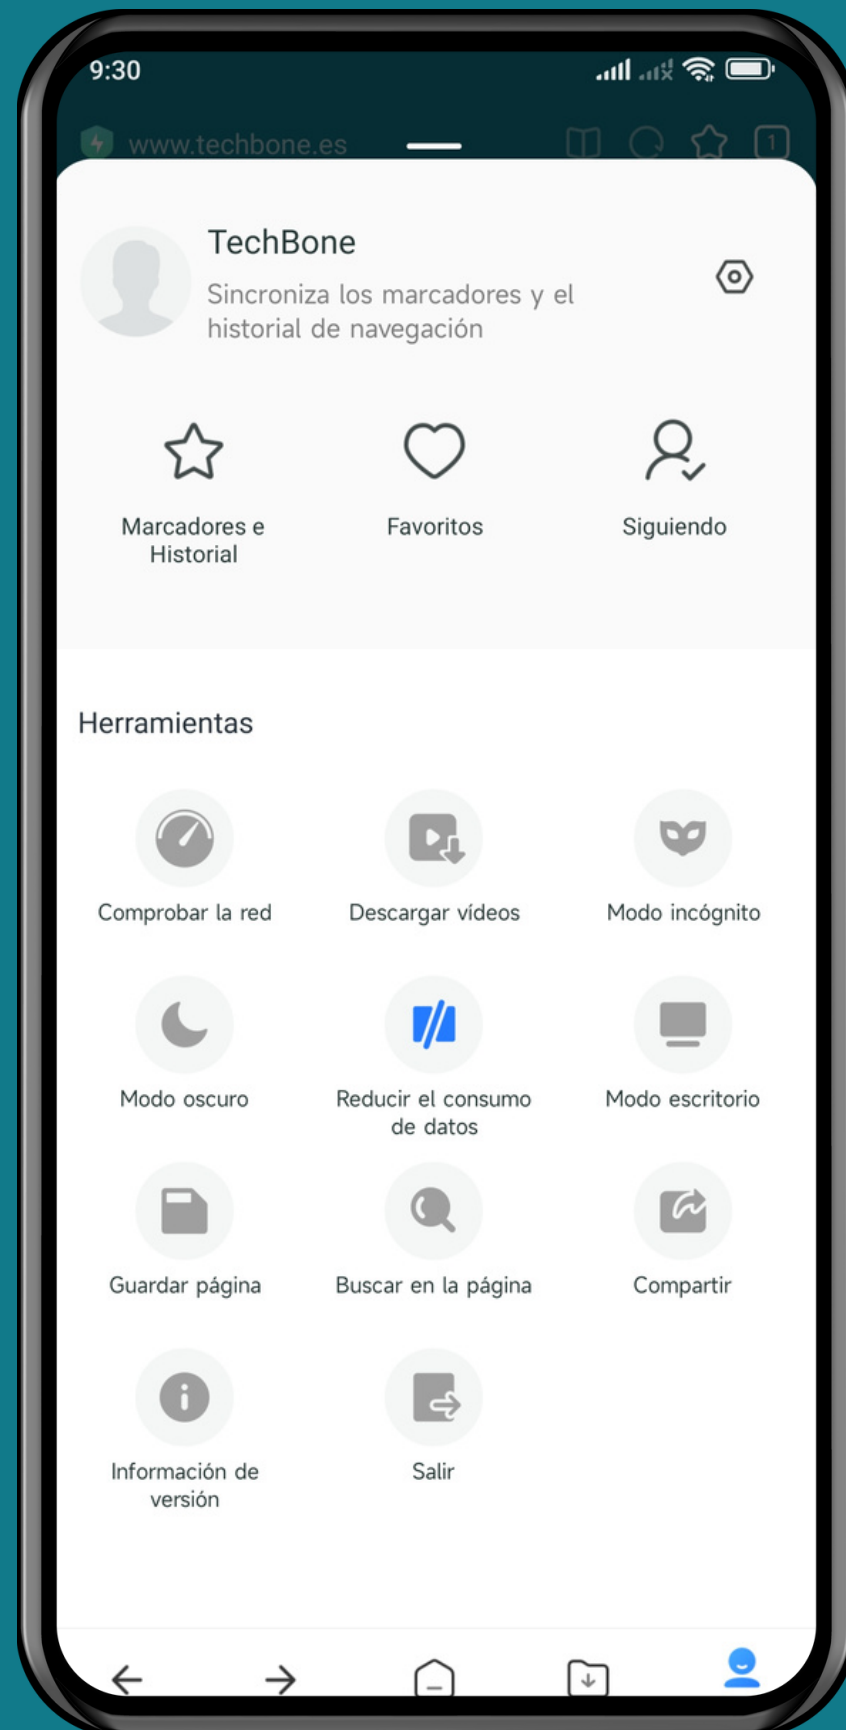 9:30
www.techbone.es
1
TechBone
Sincroniza los marcadores y el
historial de navegación
Marcadores e
Historial
Favoritos
Siguiendo
Herramientas
Comprobar la red
Descargar vídeos
Modo incógnito
Modo oscuro
Reducir el consumo
de datos
Modo escritorio
Guardar página
Buscar en la página
Compartir
Información de
versión
Salir